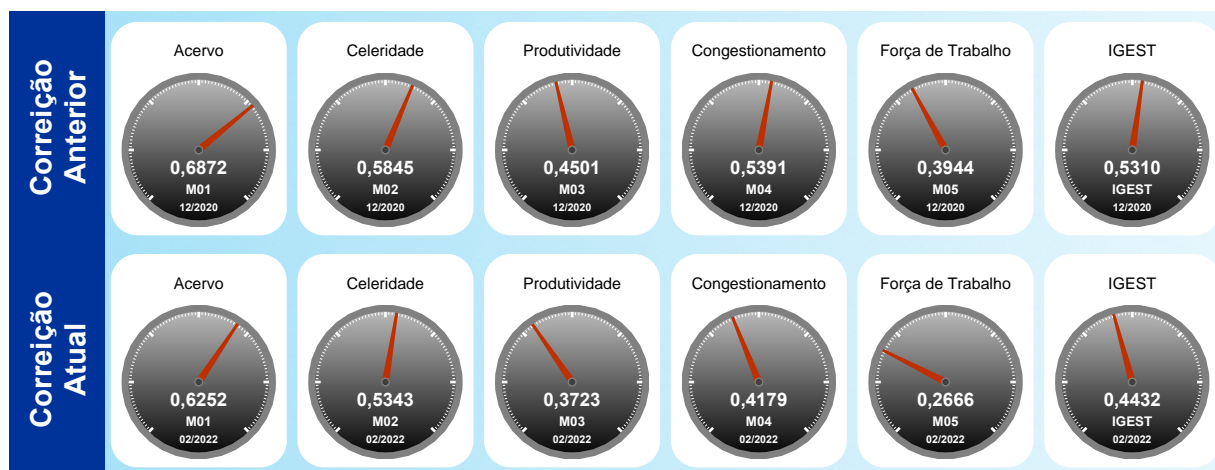 Correição
Anterior
Acervo
0,6872
M01
12/2020
Celeridade
0,5845
M02
12/2020
Produtividade
0,4501
M03
12/2020
Congestionamento
0,5391
M04
12/2020
Força de Trabalho
0,3944
M05
12/2020
IGEST
0,5310
IGEST
12/2020
Correição
Atual
Acervo
0,6252
M01
02/2022
Celeridade
0,5343
M02
02/2022
Produtividade
0,3723
M03
02/2022
Congestionamento
0,4179
M04
02/2022
Força de Trabalho
0,2666
M05
02/2022
IGEST
0,4432
IGEST
02/2022